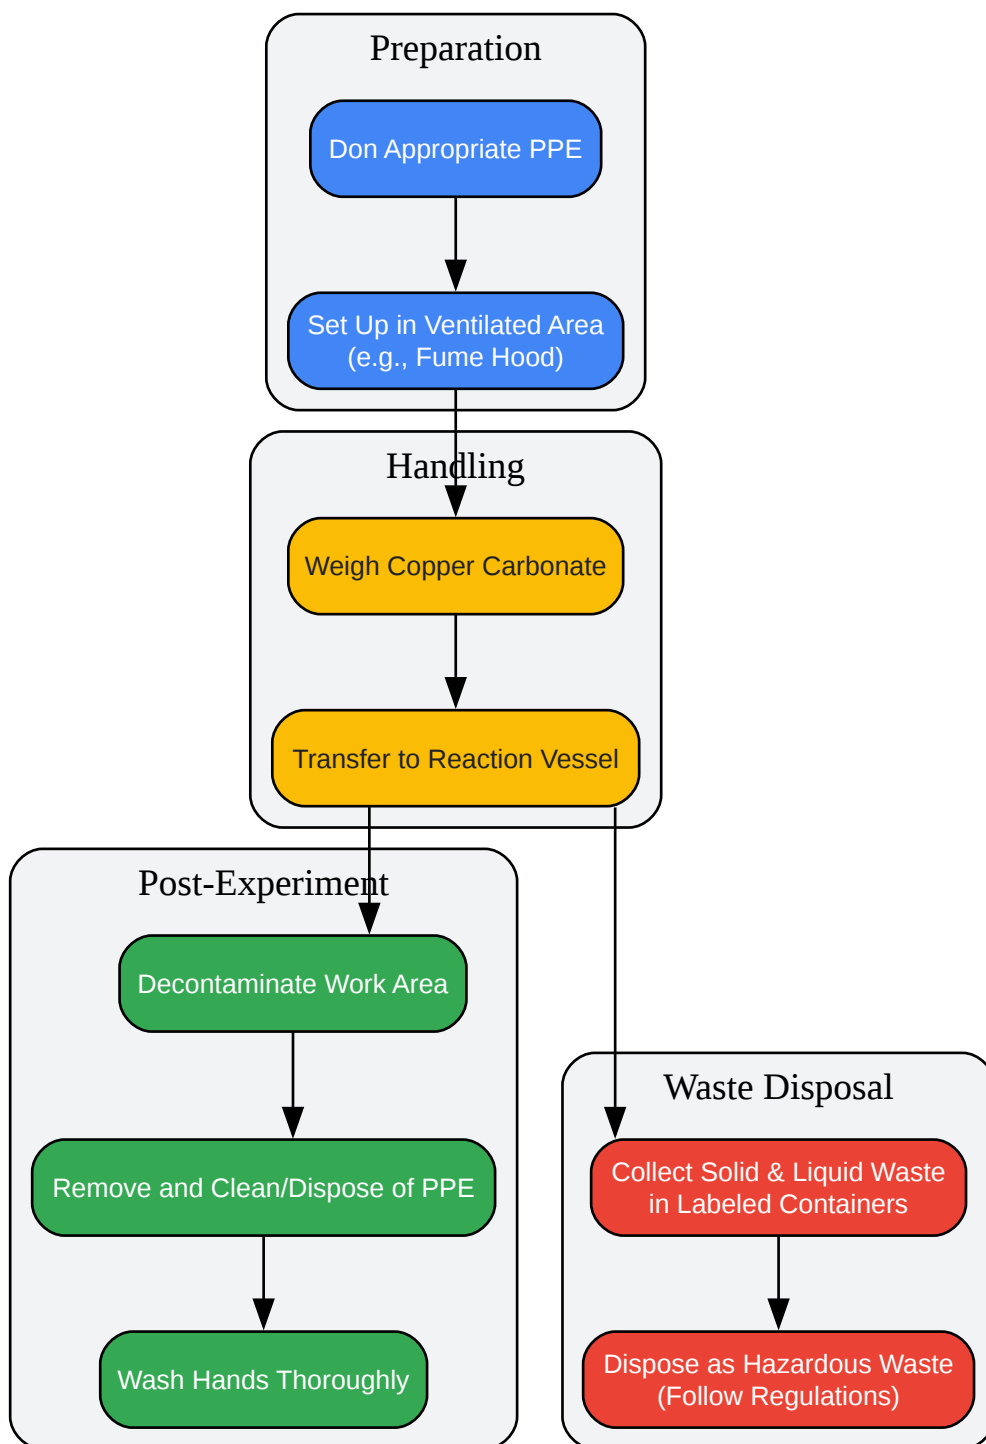 Preparation
Don Appropriate PPE
Set Up in Ventilated Area
(e.g., Fume Hood)
Handling
Weigh Copper Carbonate
Transfer to Reaction Vessel
Post-Experiment
Decontaminate Work Area
Remove and Clean/Dispose of PPE
Wash Hands Thoroughly
Waste Disposal
Collect Solid & Liquid Waste
in Labeled Containers
Dispose as Hazardous Waste
(Follow Regulations)